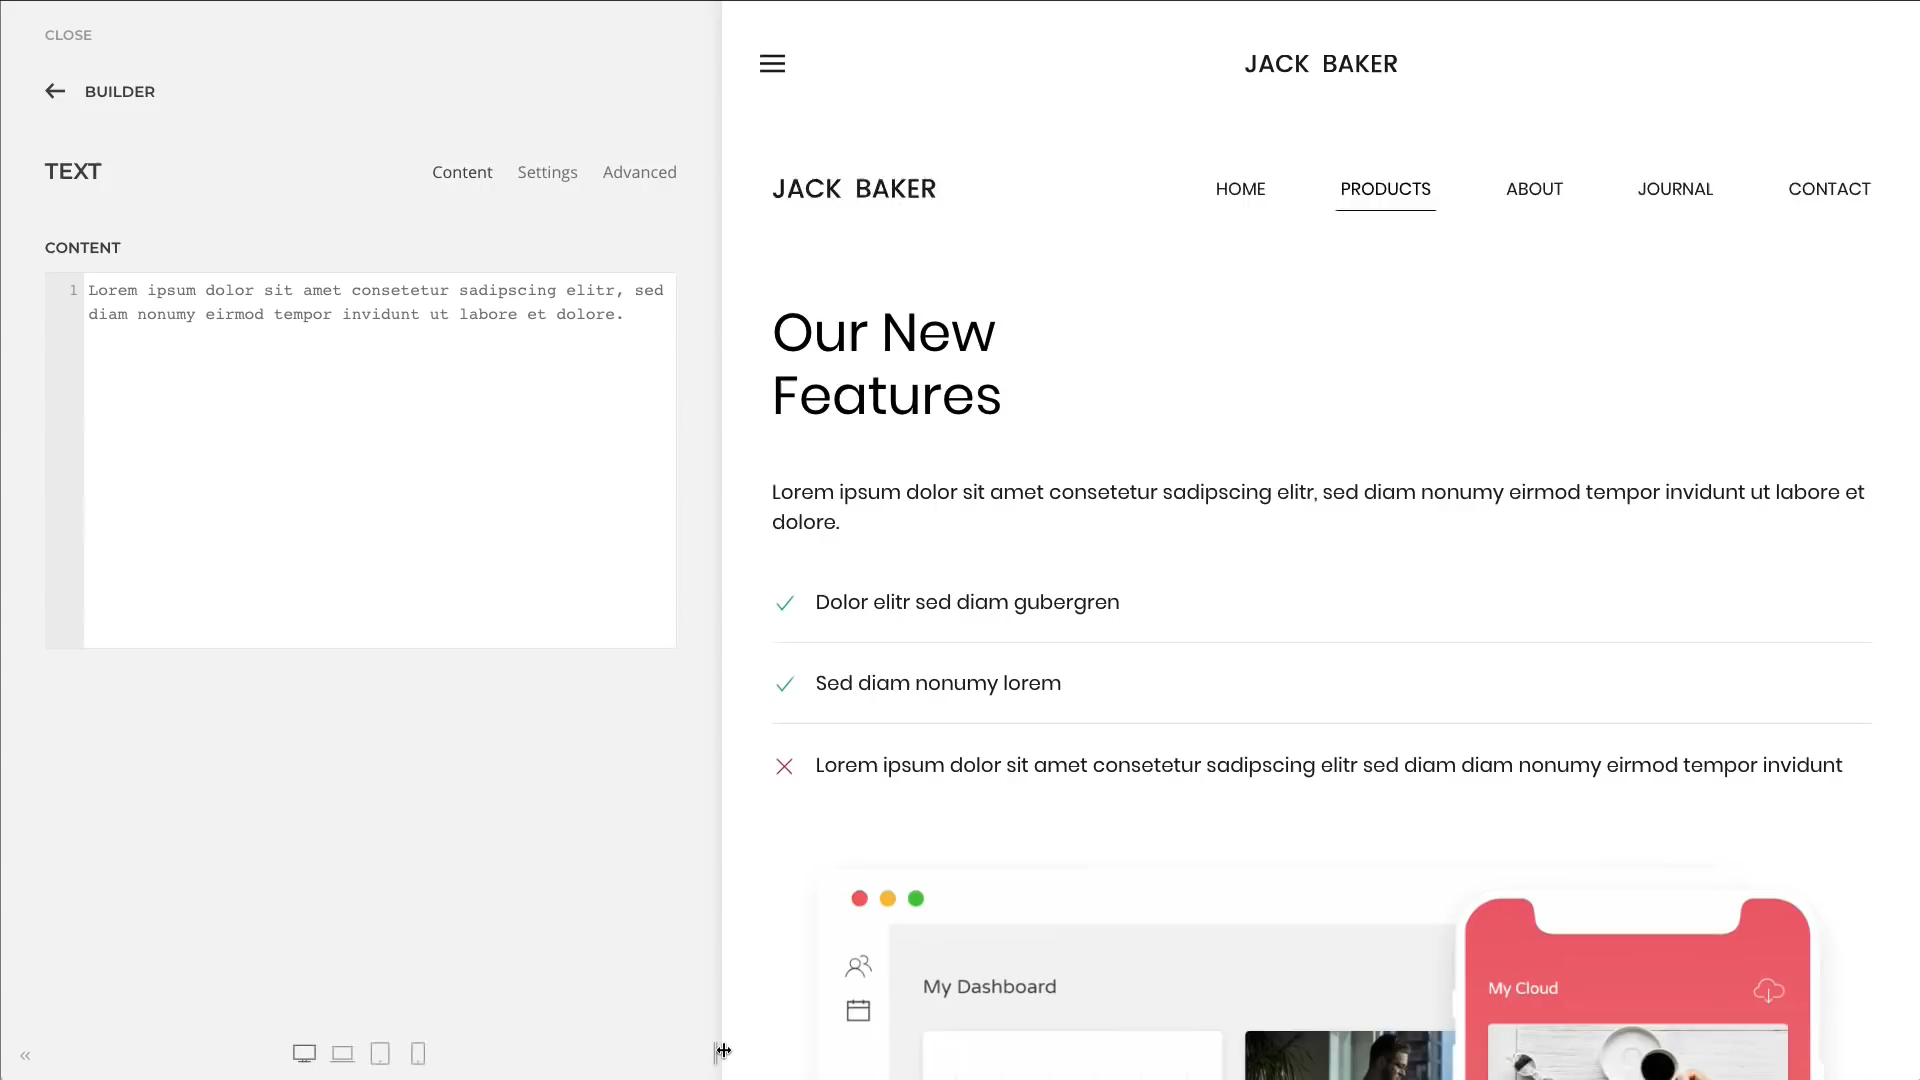 CLOSE
BUILDER
TEXT
Content
Settings
Advanced
CONTENT
1
Lorem ipsum dolor sit amet consetetur sadipscing elitr, sed
diam nonumy eirmod tempor invidunt ut labore et dolore.
JACK BAKER
JACK BAKER
HOME
PRODUCTS
ABOUT
JOURNAL
CONTACT
Our New
Features
Lorem ipsum dolor sit amet consetetur sadipscing elitr, sed diam nonumy eirmod tempor invidunt ut labore et
dolore.
Dolor elitr sed diam gubergren
Sed diam nonumy lorem
Lorem ipsum dolor sit amet consetetur sadipscing elitr sed diam diam nonumy eirmod tempor invidunt
My Dashboard
My Cloud